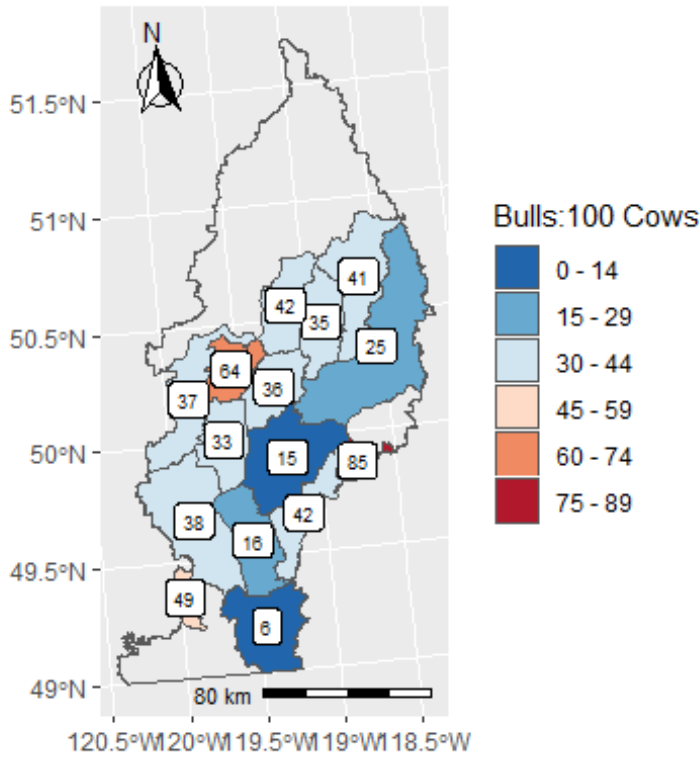 N
51.5°N
51°N
50.5°N
50°N
49.5°N
49°N
41
42
35
25
64
36
37
33
15
85
42
38
16
49
6
80 km
120.5°W
120°W
119.5°W
119°W
118.5°W
Bulls:100 Cows
0 - 14
15 - 29
30 - 44
45 - 59
60 - 74
75 - 89